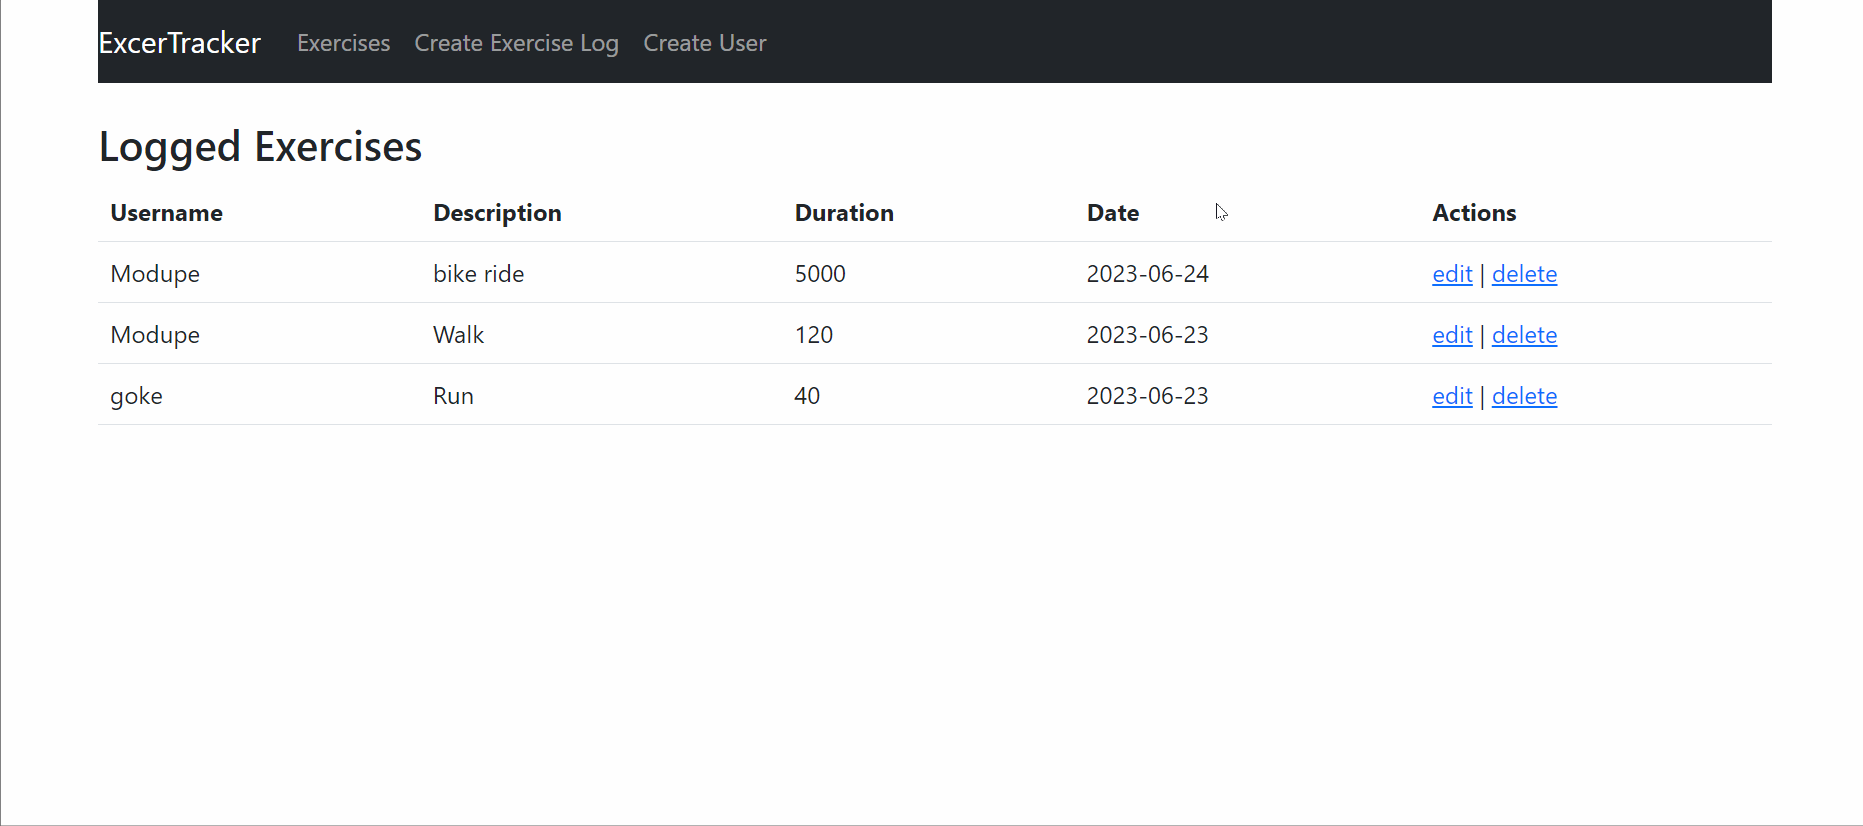 ExcerTracker Exercises Create Exercise Log Create User
Logged Exercises
Username Description Duration Date Actions
Modupe bike ride 5000 2023-06-24 edit | delete
Modupe Walk 120 2023-06-23 edit | delete
goke Run 40 2023-06-23 edit | delete